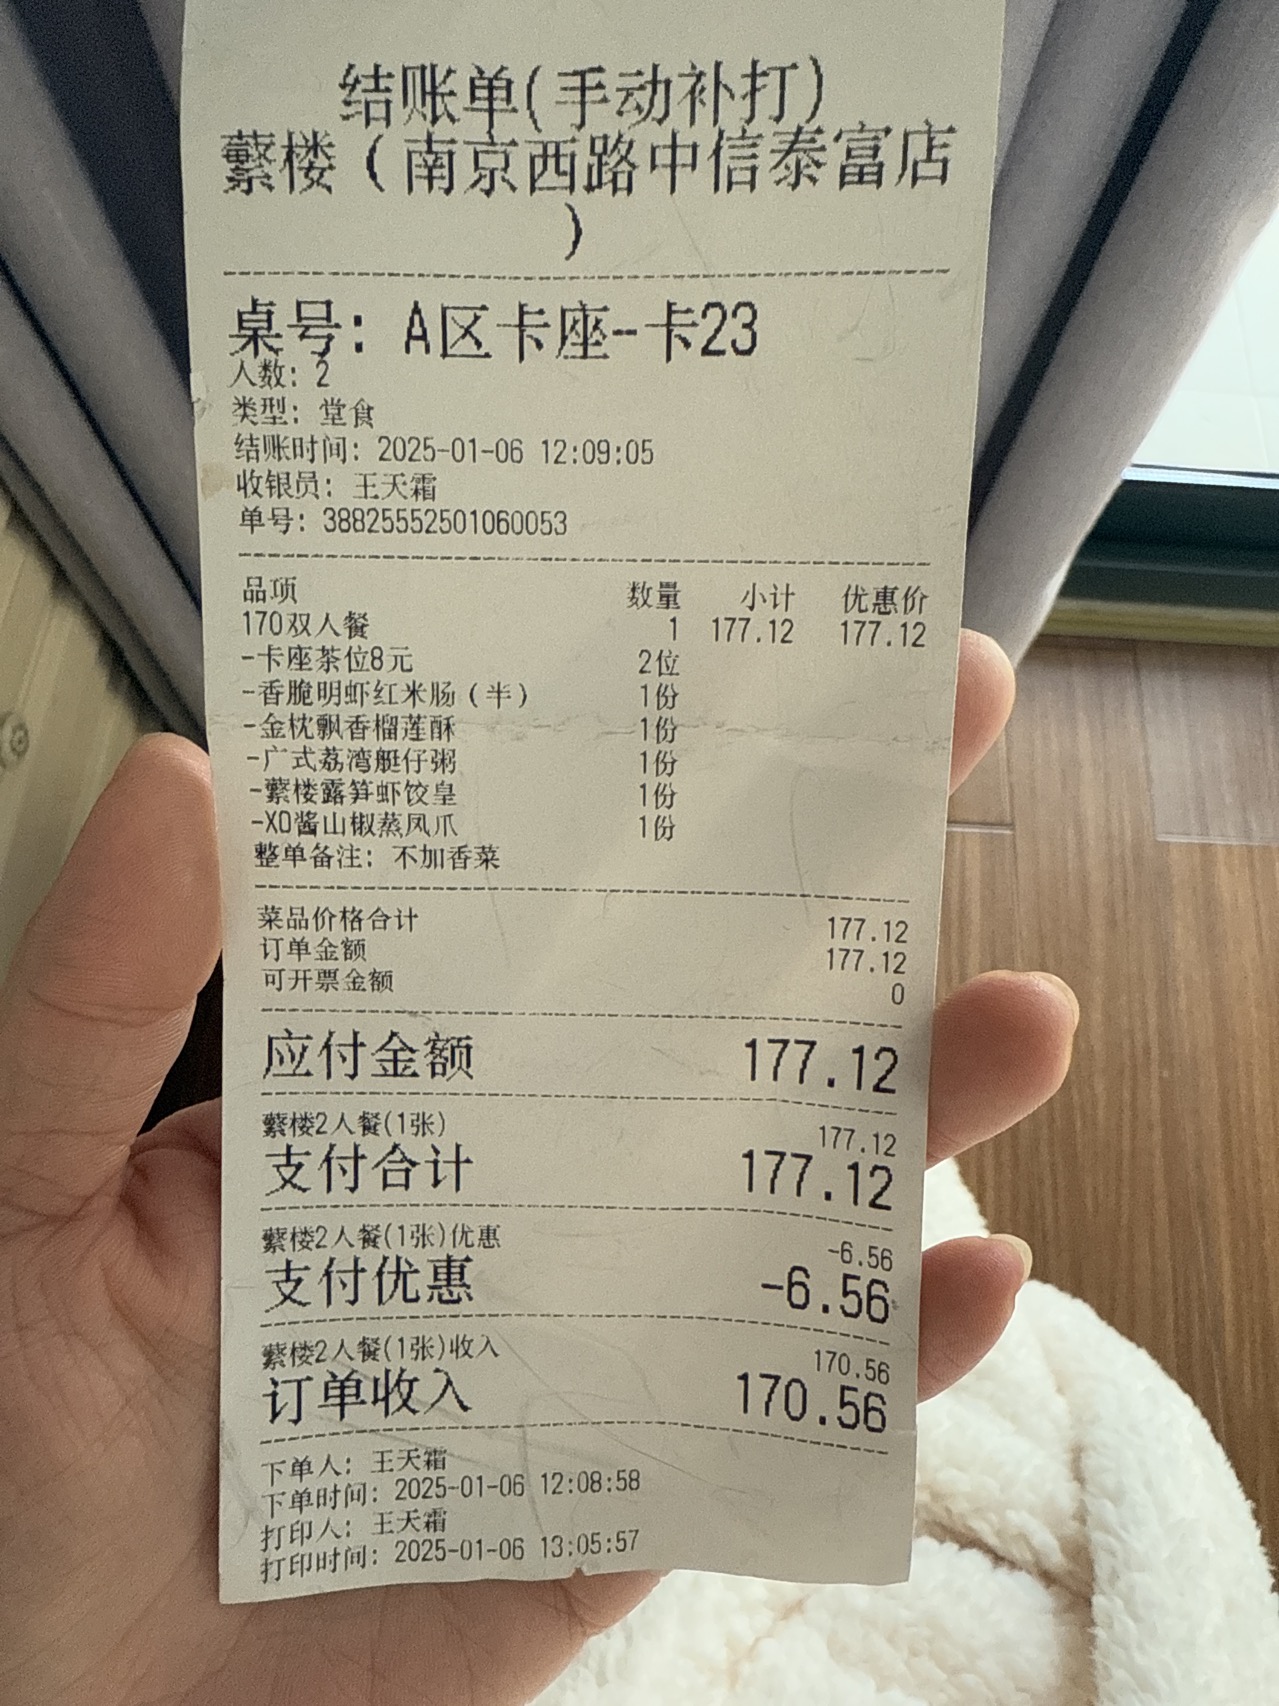 结账单(手动补打)
蘩楼（南京西路中信泰富店
）
桌号: A区卡座-卡23
人数: 2
类型: 堂食
结账时间: 2025-01-06 12:09:05
收银员: 王天霜
单号: 38825552501060053
品项 数量 小计 优惠价
170双人餐 1 177.12 177.12
-卡座茶位8元 2位
-香脆明虾红米肠（半） 1份
-金枕飘香榴莲酥 1份
-广式荔湾艇仔粥 1份
-蘩楼露笋虾饺皇 1份
-XO酱山椒蒸凤爪 1份
整单备注: 不加香菜
菜品价格合计 177.12
订单金额 177.12
可开票金额 0
应付金额 177.12
蘩楼2人餐(1张) 177.12
支付合计 177.12
蘩楼2人餐(1张)优惠 -6.56
支付优惠 -6.56
蘩楼2人餐(1张)收入 170.56
订单收入 170.56
下单人: 王天霜
下单时间: 2025-01-06 12:08:58
打印人: 王天霜
打印时间: 2025-01-06 13:05:57